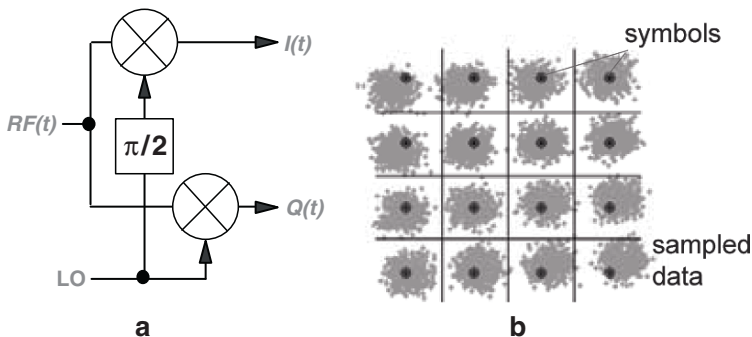 I(t)
RF(t)
π/2
Q(t)
LO
a
symbols
sampled
data
b